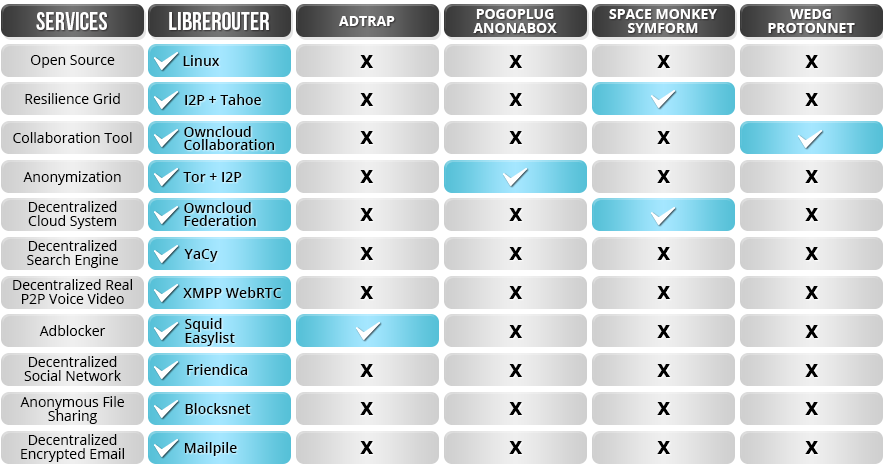 SERVICES LIBREROUTER ADTRAP POGOPLUG ANONABOX SPACE MONKEY SYMFORM WEDG PROTONNET
Open Source Linux X X X X
Resilience Grid I2P + Tahoe X X X
Collaboration Tool Owncloud Collaboration X X X
Anonymization Tor + I2P X X X
Decentralized Cloud System Owncloud Federation X X X
Decentralized Search Engine YaCy X X X X
Decentralized Real P2P Voice Video XMPP WebRTC X X X X
Adblocker Squid Easylist X X X
Decentralized Social Network Friendica X X X X
Anonymous File Sharing Blocksnet X X X X
Decentralized Encrypted Email Mailpile X X X X